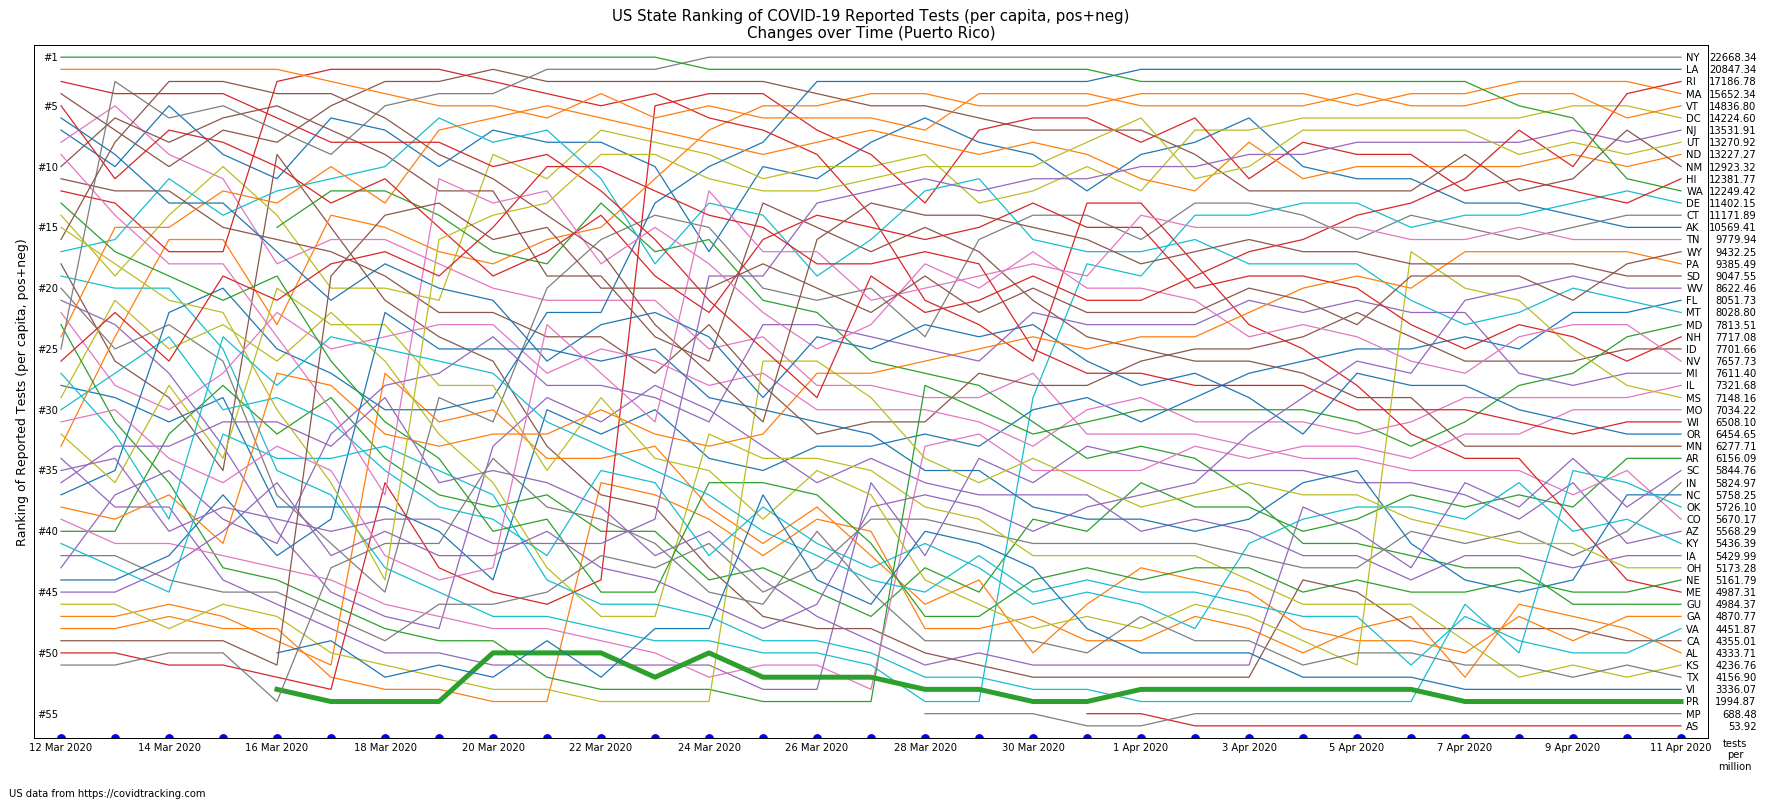 US State Ranking of COVID-19 Reported Tests (per capita, pos+neg)
Changes over Time (Puerto Rico)
Ranking of Reported Tests (per capita, pos+neg)
#1
#5
#10
#15
#20
#25
#30
#35
#40
#45
#50
#55
NY 22668.34
LA 20847.34
RI 17186.78
MA 15652.34
VT 14836.80
DC 14224.60
NJ 13531.91
UT 13270.92
ND 13227.27
NM 12923.32
HI 12381.77
WA 12249.42
DE 11402.15
CT 11171.89
AK 10569.41
TN 9779.94
WY 9432.25
PA 9385.49
SD 9047.55
WV 8622.46
FL 8051.73
MT 8028.80
MD 7813.51
NH 7717.08
ID 7701.66
NV 7657.73
MI 7611.40
IL 7321.68
MS 7148.16
MO 7034.22
WI 6508.10
OR 6454.65
MN 6277.71
AR 6156.09
SC 5844.76
IN 5824.97
NC 5758.25
OK 5726.10
CO 5670.17
AZ 5568.29
KY 5436.39
IA 5429.99
OH 5173.28
NE 5161.79
ME 4987.31
GU 4984.37
GA 4870.77
VA 4451.87
CA 4355.01
AL 4333.71
KS 4236.76
TX 4156.90
VI 3336.07
PR 1994.87
MP 688.48
AS 53.92
12 Mar 2020 14 Mar 2020 16 Mar 2020 18 Mar 2020 20 Mar 2020 22 Mar 2020 24 Mar 2020 26 Mar 2020 28 Mar 2020 30 Mar 2020 1 Apr 2020 3 Apr 2020 5 Apr 2020 7 Apr 2020 9 Apr 2020 11 Apr 2020
tests
per
million
US data from https://covidtracking.com